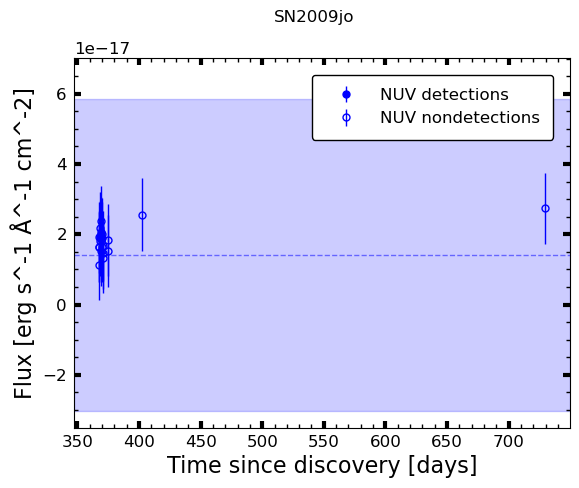 SN2009jo
1e−17
NUV detections
NUV nondetections
6
4
2
0
−2
Flux [erg s^-1 Å^-1 cm^-2]
350 400 450 500 550 600 650 700
Time since discovery [days]